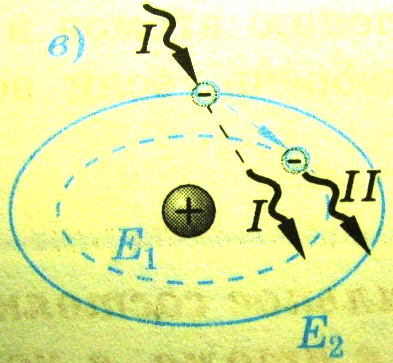 в)
I
–
–
+
I
II
E₁
E₂